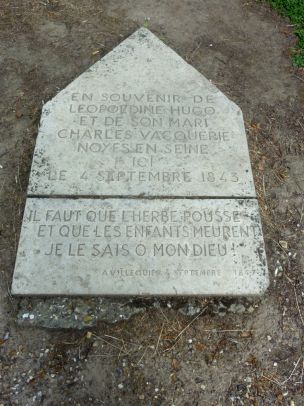 EN SOUVENIR DE
LEOPOLDINE HUGO
ET DE SON MARI
CHARLES VACQUERIE
NOYES EN SEINE
ICI
LE 4 SEPTEMBRE 1843
IL FAUT QUE L'HERBE POUSSE
ET QUE LES ENFANTS MEURENT
JE LE SAIS O MON DIEU !
A VILLEQUIER 4 SEPTEMBRE